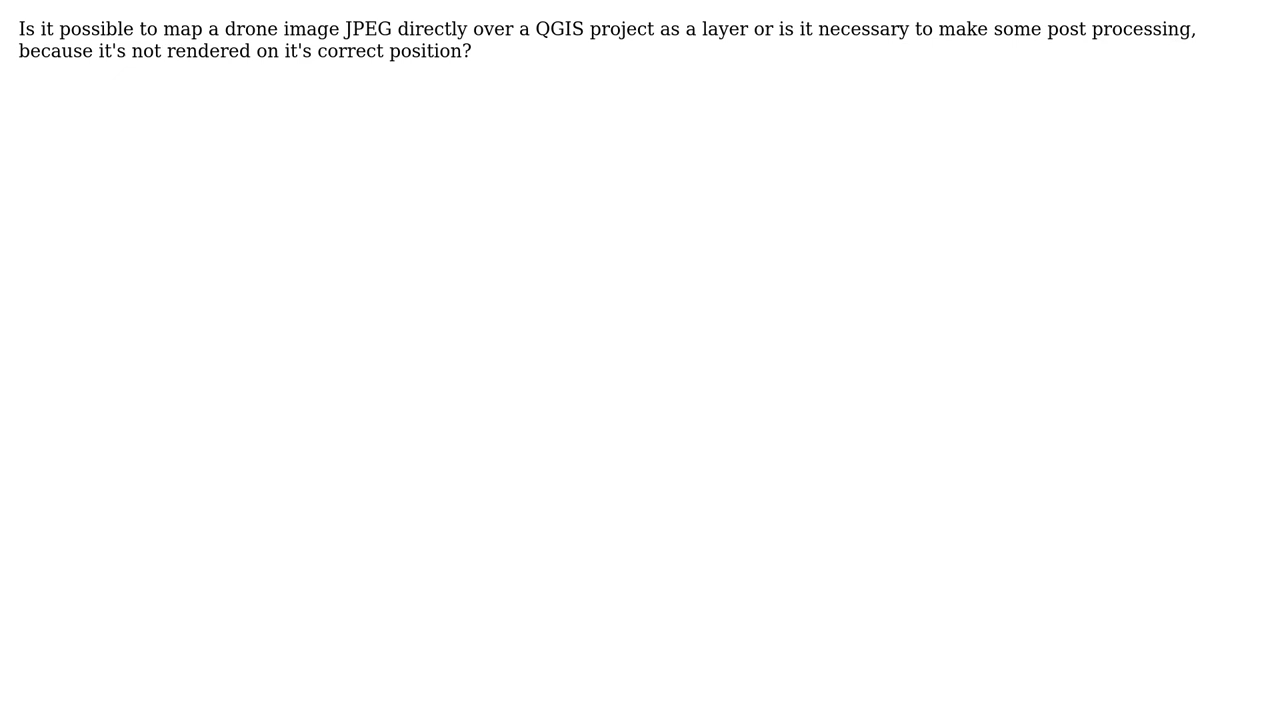 Is it possible to map a drone image JPEG directly over a QGIS project as a layer or is it necessary to make some post processing,
because it's not rendered on it's correct position?